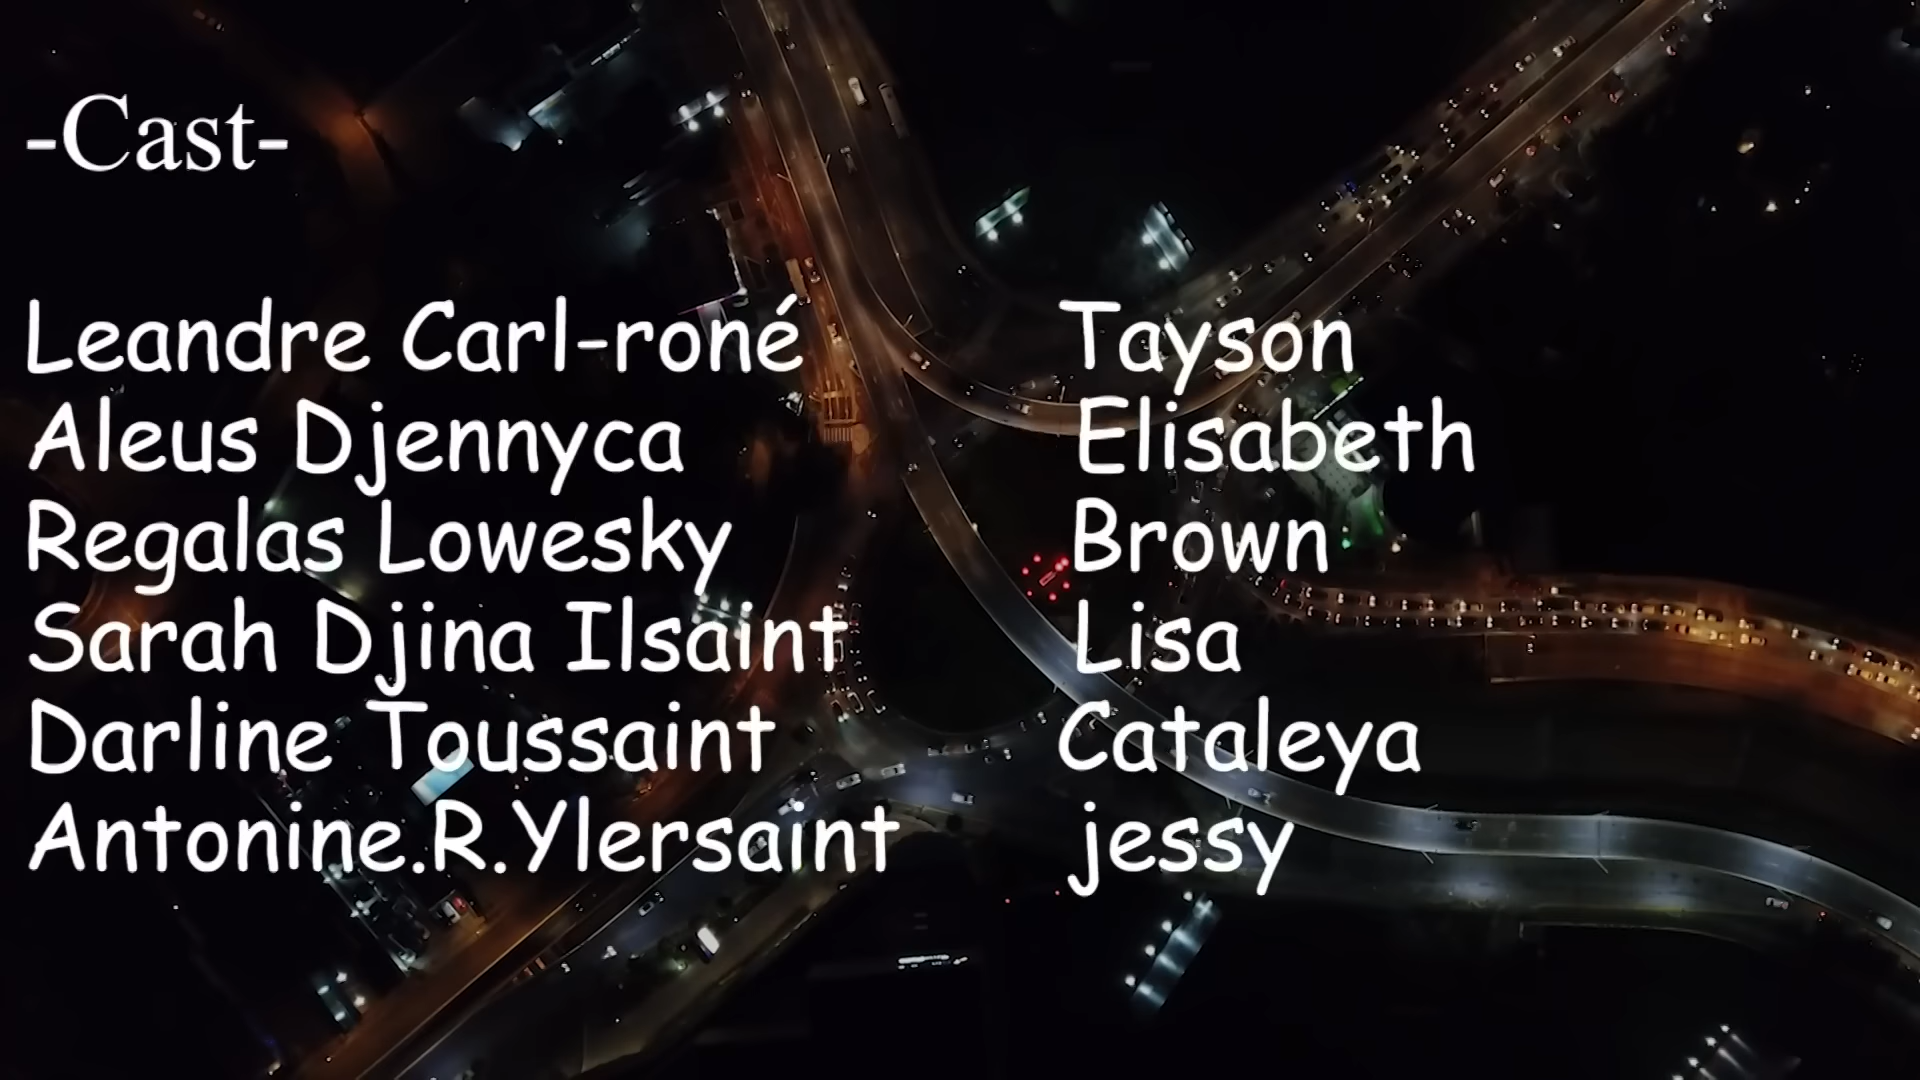 -Cast-
Leandre Carl-roné Tayson
Aleus Djennyca Elisabeth
Regalas Lowesky Brown
Sarah Djina Ilsaint Lisa
Darline Toussaint Cataleya
Antonine.R.Ylersaint jessy